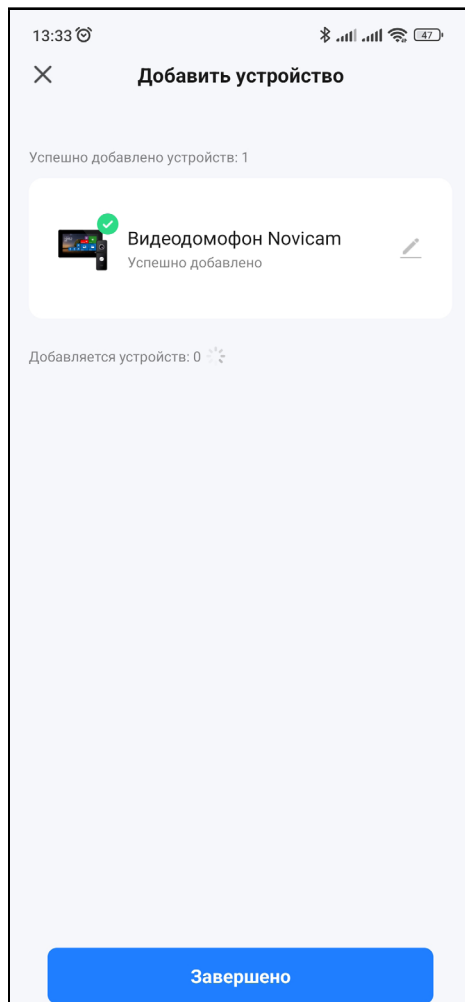 13:33
47
Добавить устройство
Успешно добавлено устройств: 1
Видеодомофон Novicam
Успешно добавлено
Добавляется устройств: 0
Завершено